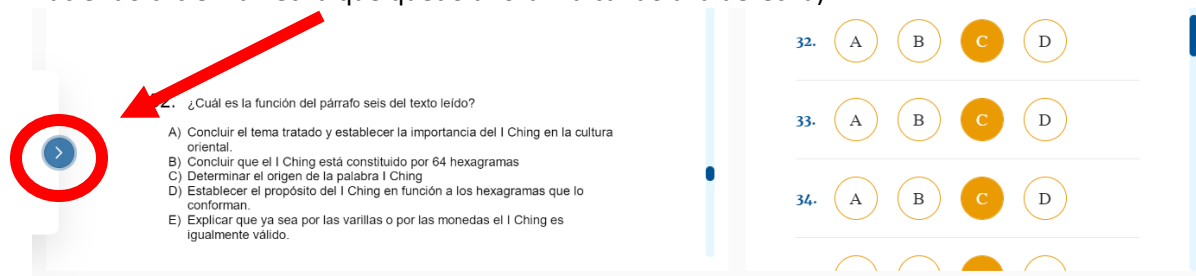 2. ¿Cuál es la función del párrafo seis del texto leído?
A) Concluir el tema tratado y establecer la importancia del I Ching en la cultura
oriental.
B) Concluir que el I Ching está constituido por 64 hexagramas
C) Determinar el origen de la palabra I Ching
D) Establecer el propósito del I Ching en función a los hexagramas que lo
conforman.
E) Explicar que ya sea por las varillas o por las monedas el I Ching es
igualmente válido.
32. A B C D
33. A B C D
34. A B C D